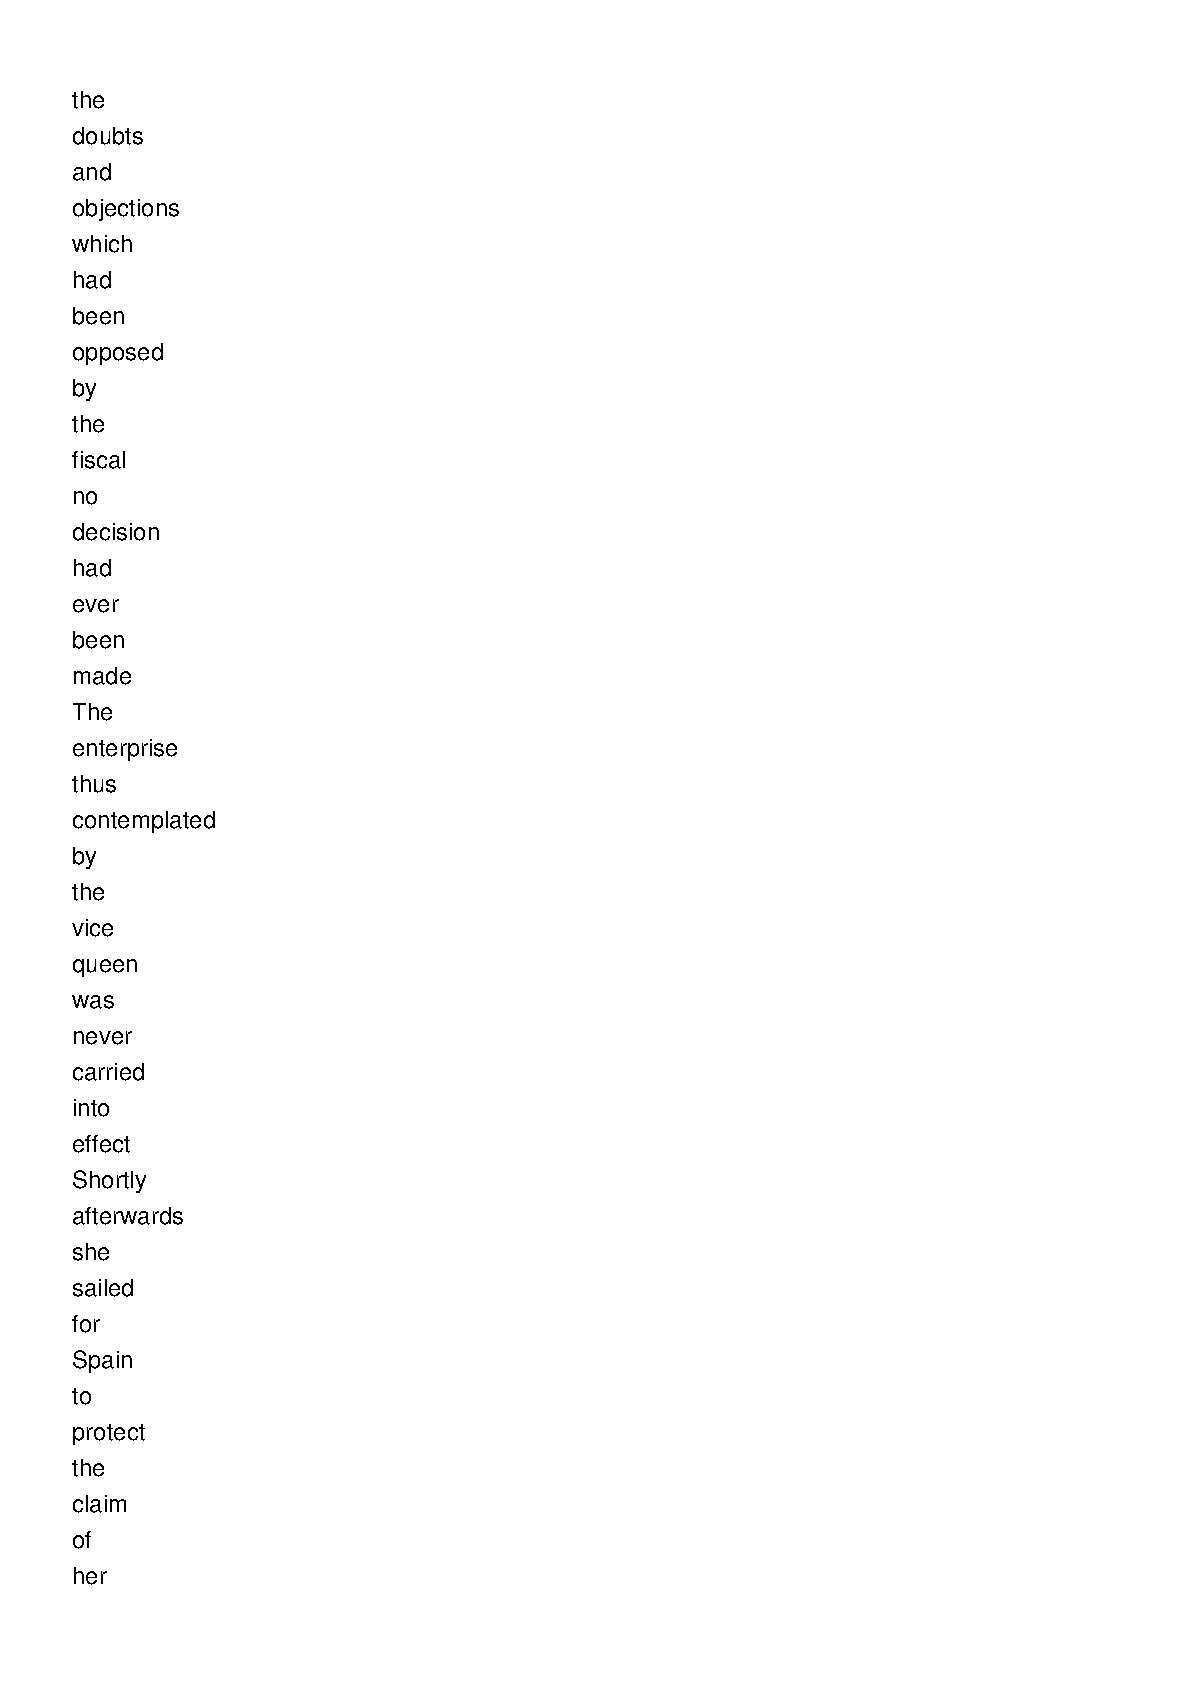 the
doubts
and
objections
which
had
been
opposed
by
the
fiscal
no
decision
had
ever
been
made
The
enterprise
thus
contemplated
by
the
vice
queen
was
never
carried
into
effect
Shortly
afterwards
she
sailed
for
Spain
to
protect
the
claim
of
her